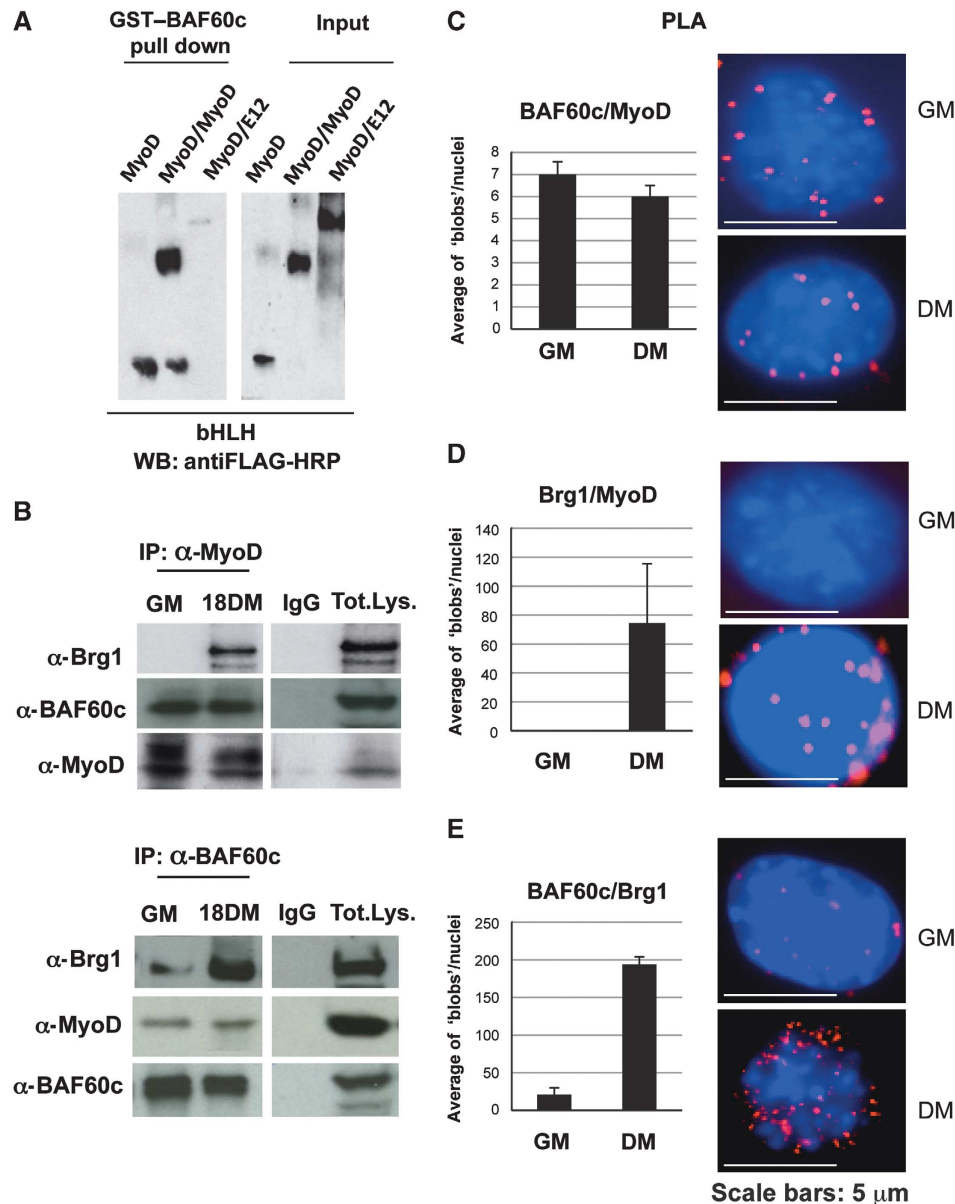 A
GST–BAF60c
pull down
Input
MyoD
MyoD/MyoD
MyoD/E12
MyoD
MyoD/MyoD
MyoD/E12
bHLH
WB: antiFLAG-HRP
B
IP: α-MyoD
GM 18DM IgG Tot.Lys.
α-Brg1
α-BAF60c
α-MyoD
IP: α-BAF60c
GM 18DM IgG Tot.Lys.
α-Brg1
α-MyoD
α-BAF60c
C
PLA
BAF60c/MyoD
Average of 'blobs'/nuclei
8
7
6
5
4
3
2
1
0
GM DM
GM
DM
D
Brg1/MyoD
Average of 'blobs'/nuclei
140
120
100
80
60
40
20
0
GM DM
GM
DM
E
BAF60c/Brg1
Average of 'blobs'/nuclei
250
200
150
100
50
0
GM DM
GM
DM
Scale bars: 5 μm